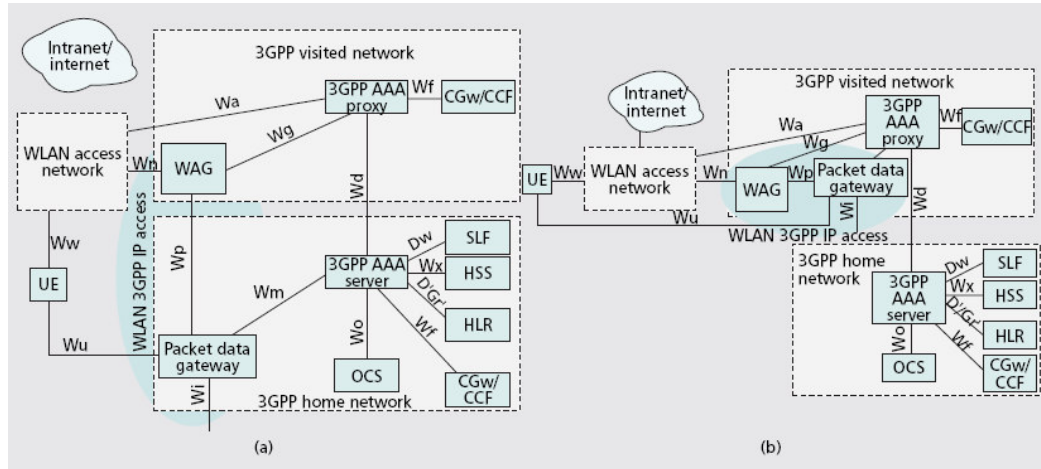 Intranet/
internet
3GPP visited network
Wa
3GPP AAA
proxy
Wf
CGw/CCF
Wg
WLAN access
network
Wn
WAG
Wd
Ww
UE
WLAN 3GPP IP access
Wp
Wm
3GPP AAA
server
Dw
SLF
Wx
HSS
D'Gr'
HLR
Wf
CGw/
CCF
Wo
OCS
Wu
Packet data
gateway
Wi
3GPP home network
(a)
Intranet/
internet
3GPP visited network
Wa
3GPP
AAA
proxy
Wf
CGw/CCF
Wg
UE
Ww
WLAN access
network
Wn
WAG
Wp
Packet data
gateway
Wu
Wi
Wd
WLAN 3GPP IP access
3GPP home
network
3GPP
AAA
server
Dw
SLF
Wx
HSS
D'/Gr'
HLR
Wf
CGw/
CCF
Wo
OCS
(b)